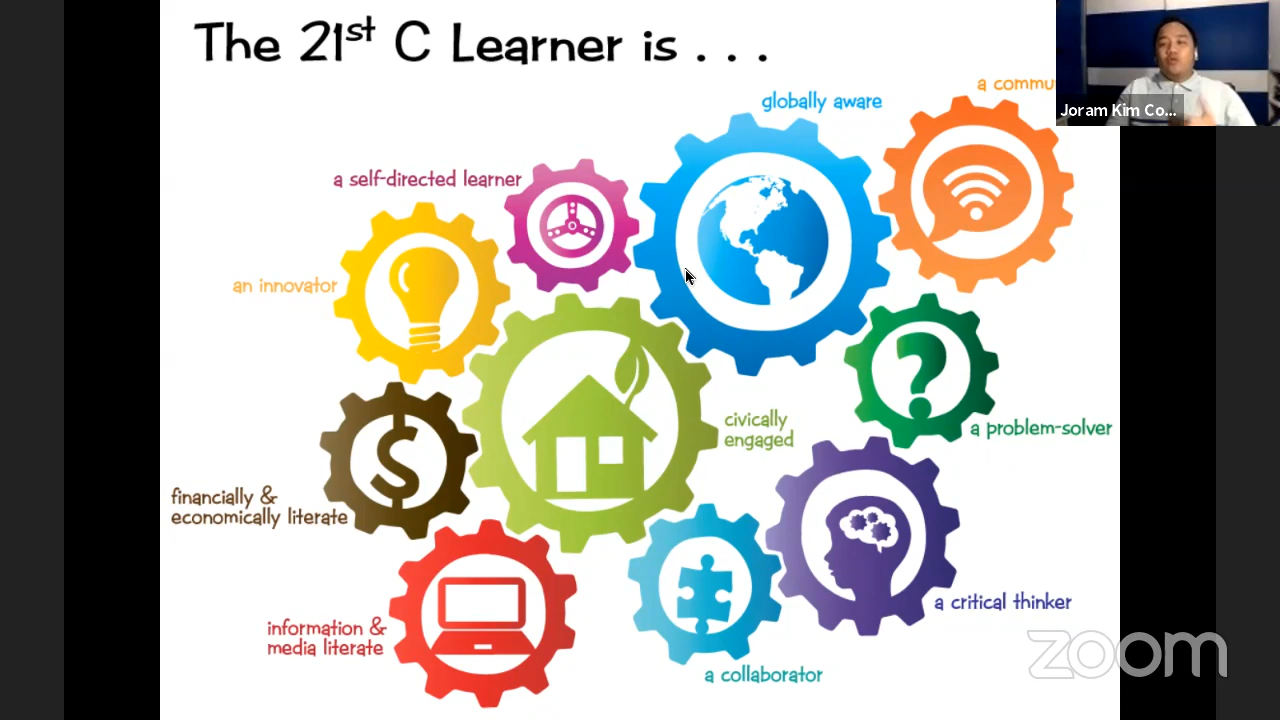 The 21st C Learner is . . .
globally aware
a commu
Joram Kim Co...
a self-directed learner
an innovator
civically
engaged
a problem-solver
financially &
economically literate
a critical thinker
information &
media literate
a collaborator
zoom